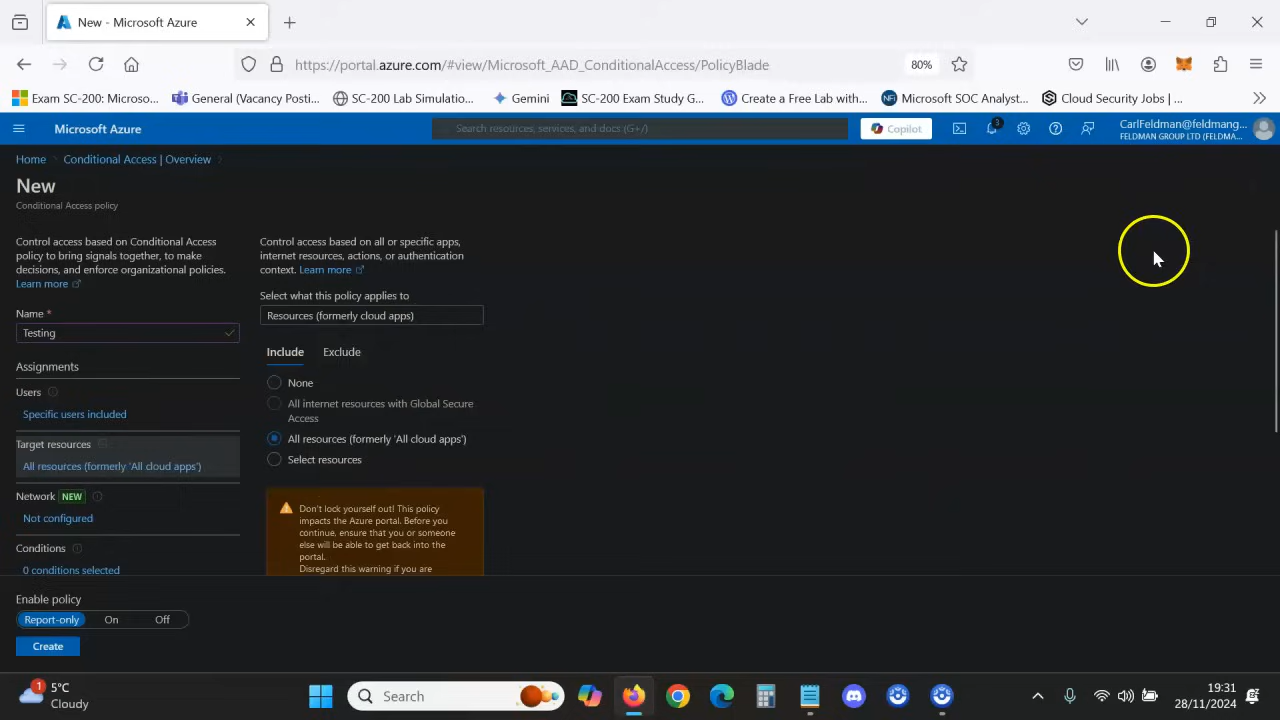 New - Microsoft Azure
https://portal.azure.com/#view/Microsoft_AAD_ConditionalAccess/PolicyBlade
80%
Exam SC-200: Microso...
General (Vacancy Posti...
SC-200 Lab Simulatio...
Gemini
SC-200 Exam Study G...
Create a Free Lab with...
Microsoft SOC Analyst...
Cloud Security Jobs | ...
Microsoft Azure
Search resources, services, and docs (G+/)
Copilot
3
CarlFeldman@feldmang...
FELDMAN GROUP LTD (FELDMA...
Home
Conditional Access | Overview
New
Conditional Access policy
Control access based on Conditional Access
policy to bring signals together, to make
decisions, and enforce organizational policies.
Learn more
Name *
Testing
Assignments
Users
Specific users included
Target resources
All resources (formerly 'All cloud apps')
Network NEW
Not configured
Conditions
0 conditions selected
Control access based on all or specific apps,
internet resources, actions, or authentication
context. Learn more
Select what this policy applies to
Resources (formerly cloud apps)
Include
Exclude
None
All internet resources with Global Secure
Access
All resources (formerly 'All cloud apps')
Select resources
Don't lock yourself out! This policy
impacts the Azure portal. Before you
continue, ensure that you or someone
else will be able to get back into the
portal.
Disregard this warning if you are
Enable policy
Report-only
On
Off
Create
1
5°C
Cloudy
Search
19:31
28/11/2024